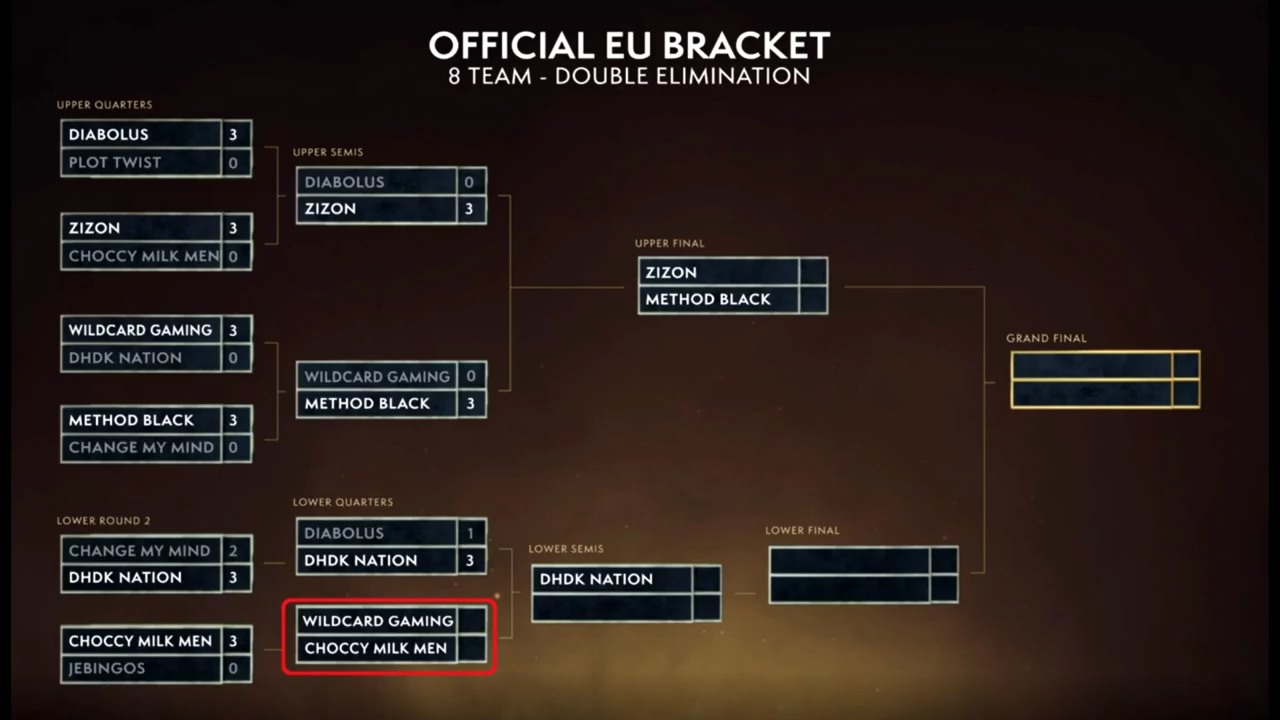 OFFICIAL EU BRACKET
8 TEAM - DOUBLE ELIMINATION
UPPER QUARTERS
DIABOLUS 3
PLOT TWIST 0
ZIZON 3
CHOCCY MILK MEN 0
WILDCARD GAMING 3
DHDK NATION 0
METHOD BLACK 3
CHANGE MY MIND 0
UPPER SEMIS
DIABOLUS 0
ZIZON 3
WILDCARD GAMING 0
METHOD BLACK 3
UPPER FINAL
ZIZON
METHOD BLACK
GRAND FINAL
LOWER ROUND 2
CHANGE MY MIND 2
DHDK NATION 3
CHOCCY MILK MEN 3
JEBINGOS 0
LOWER QUARTERS
DIABOLUS 1
DHDK NATION 3
WILDCARD GAMING
CHOCCY MILK MEN
LOWER SEMIS
DHDK NATION
LOWER FINAL